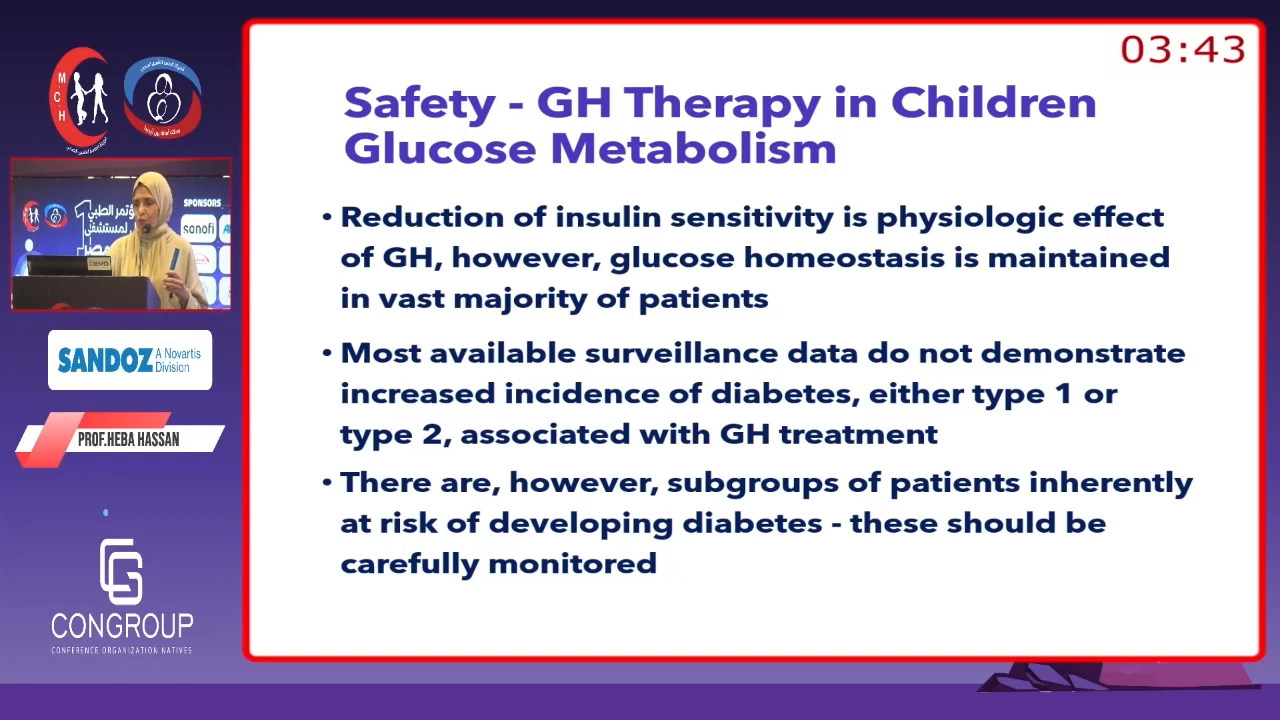 03:43
Safety - GH Therapy in Children
Glucose Metabolism
• Reduction of insulin sensitivity is physiologic effect
of GH, however, glucose homeostasis is maintained
in vast majority of patients
• Most available surveillance data do not demonstrate
increased incidence of diabetes, either type 1 or
type 2, associated with GH treatment
• There are, however, subgroups of patients inherently
at risk of developing diabetes - these should be
carefully monitored
MCH
SPONSORS
sanofi
SANDOZ A Novartis
Division
PROF.HEBA HASSAN
CONGROUP
CONFERENCE ORGANIZATION NATIVES